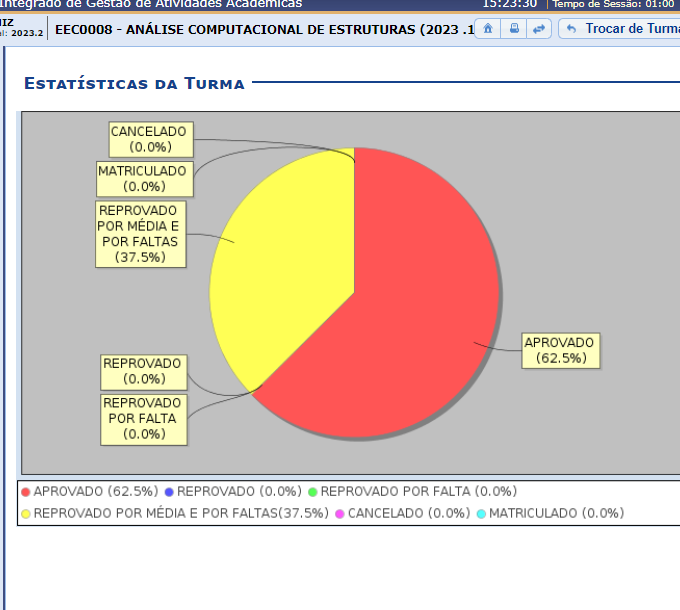 Integrado de Gestão de Atividades Acadêmicas 15:23:30 Tempo de Sessão: 01:00
IZ
al: 2023.2
EEC0008 - ANÁLISE COMPUTACIONAL DE ESTRUTURAS (2023 .1
Trocar de Turma
ESTATÍSTICAS DA TURMA
CANCELADO
(0.0%)
MATRICULADO
(0.0%)
REPROVADO
POR MÉDIA E
POR FALTAS
(37.5%)
REPROVADO
(0.0%)
REPROVADO
POR FALTA
(0.0%)
APROVADO
(62.5%)
APROVADO (62.5%) REPROVADO (0.0%) REPROVADO POR FALTA (0.0%)
REPROVADO POR MÉDIA E POR FALTAS(37.5%) CANCELADO (0.0%) MATRICULADO (0.0%)